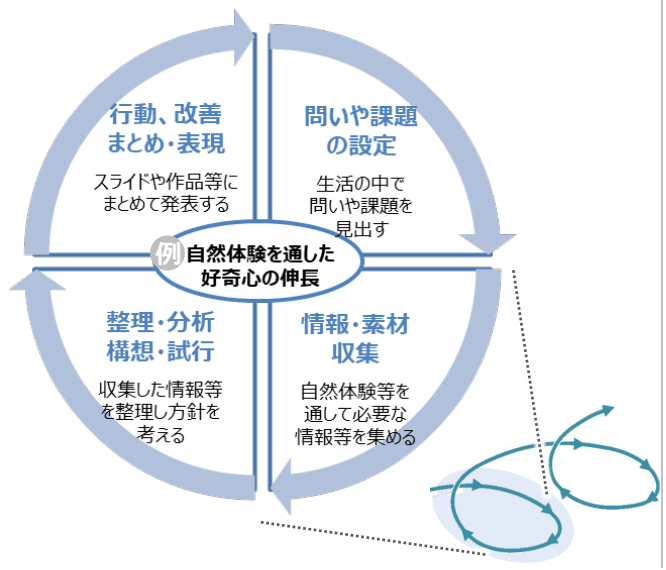 行動、改善
まとめ・表現
スライドや作品等に
まとめて発表する
問いや課題
の設定
生活の中で
問いや課題を
見出す
例 自然体験を通した
好奇心の伸長
整理・分析
構想・試行
収集した情報等
を整理し方針を
考える
情報・素材
収集
自然体験等を
通して必要な
情報等を集める